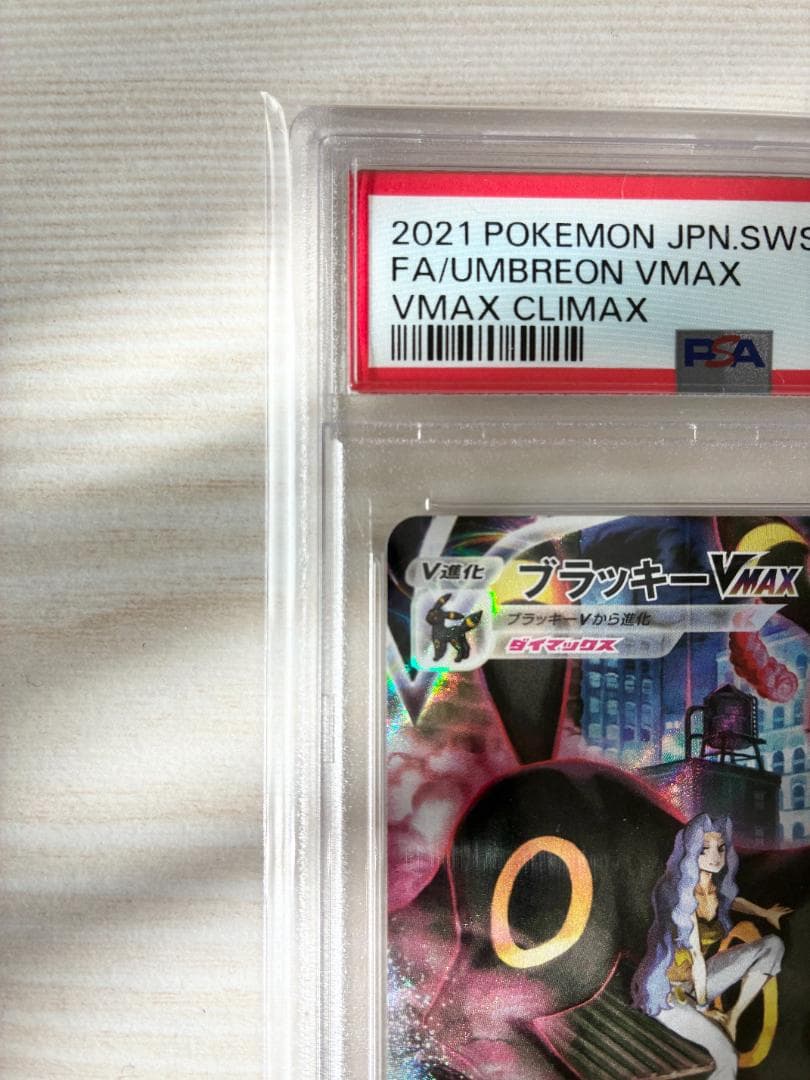 2021 POKEMON JPN.SWS
FA/UMBREON VMAX
VMAX CLIMAX
PSA
V進化
ブラッキーVMAX
ブラッキーVから進化
ダイマックス